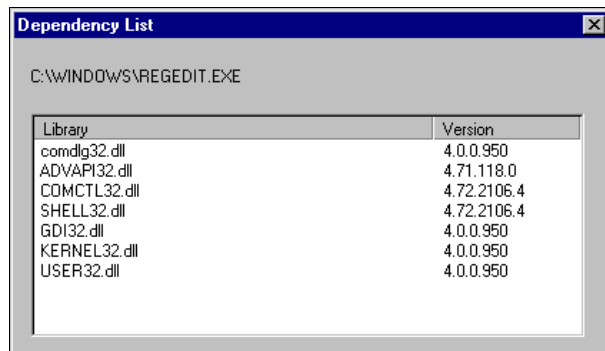 Dependency List
C:\WINDOWS\REGEDIT.EXE
Library Version
comdlg32.dll 4.0.0.950
ADVAPI32.dll 4.71.118.0
COMCTL32.dll 4.72.2106.4
SHELL32.dll 4.72.2106.4
GDI32.dll 4.0.0.950
KERNEL32.dll 4.0.0.950
USER32.dll 4.0.0.950